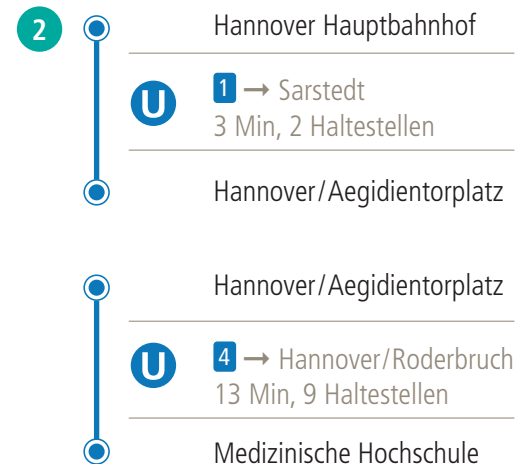 2 Hannover Hauptbahnhof
U 1 → Sarstedt
3 Min, 2 Haltestellen
Hannover/Aegidientorplatz
Hannover/Aegidientorplatz
U 4 → Hannover/Roderbruch
13 Min, 9 Haltestellen
Medizinische Hochschule